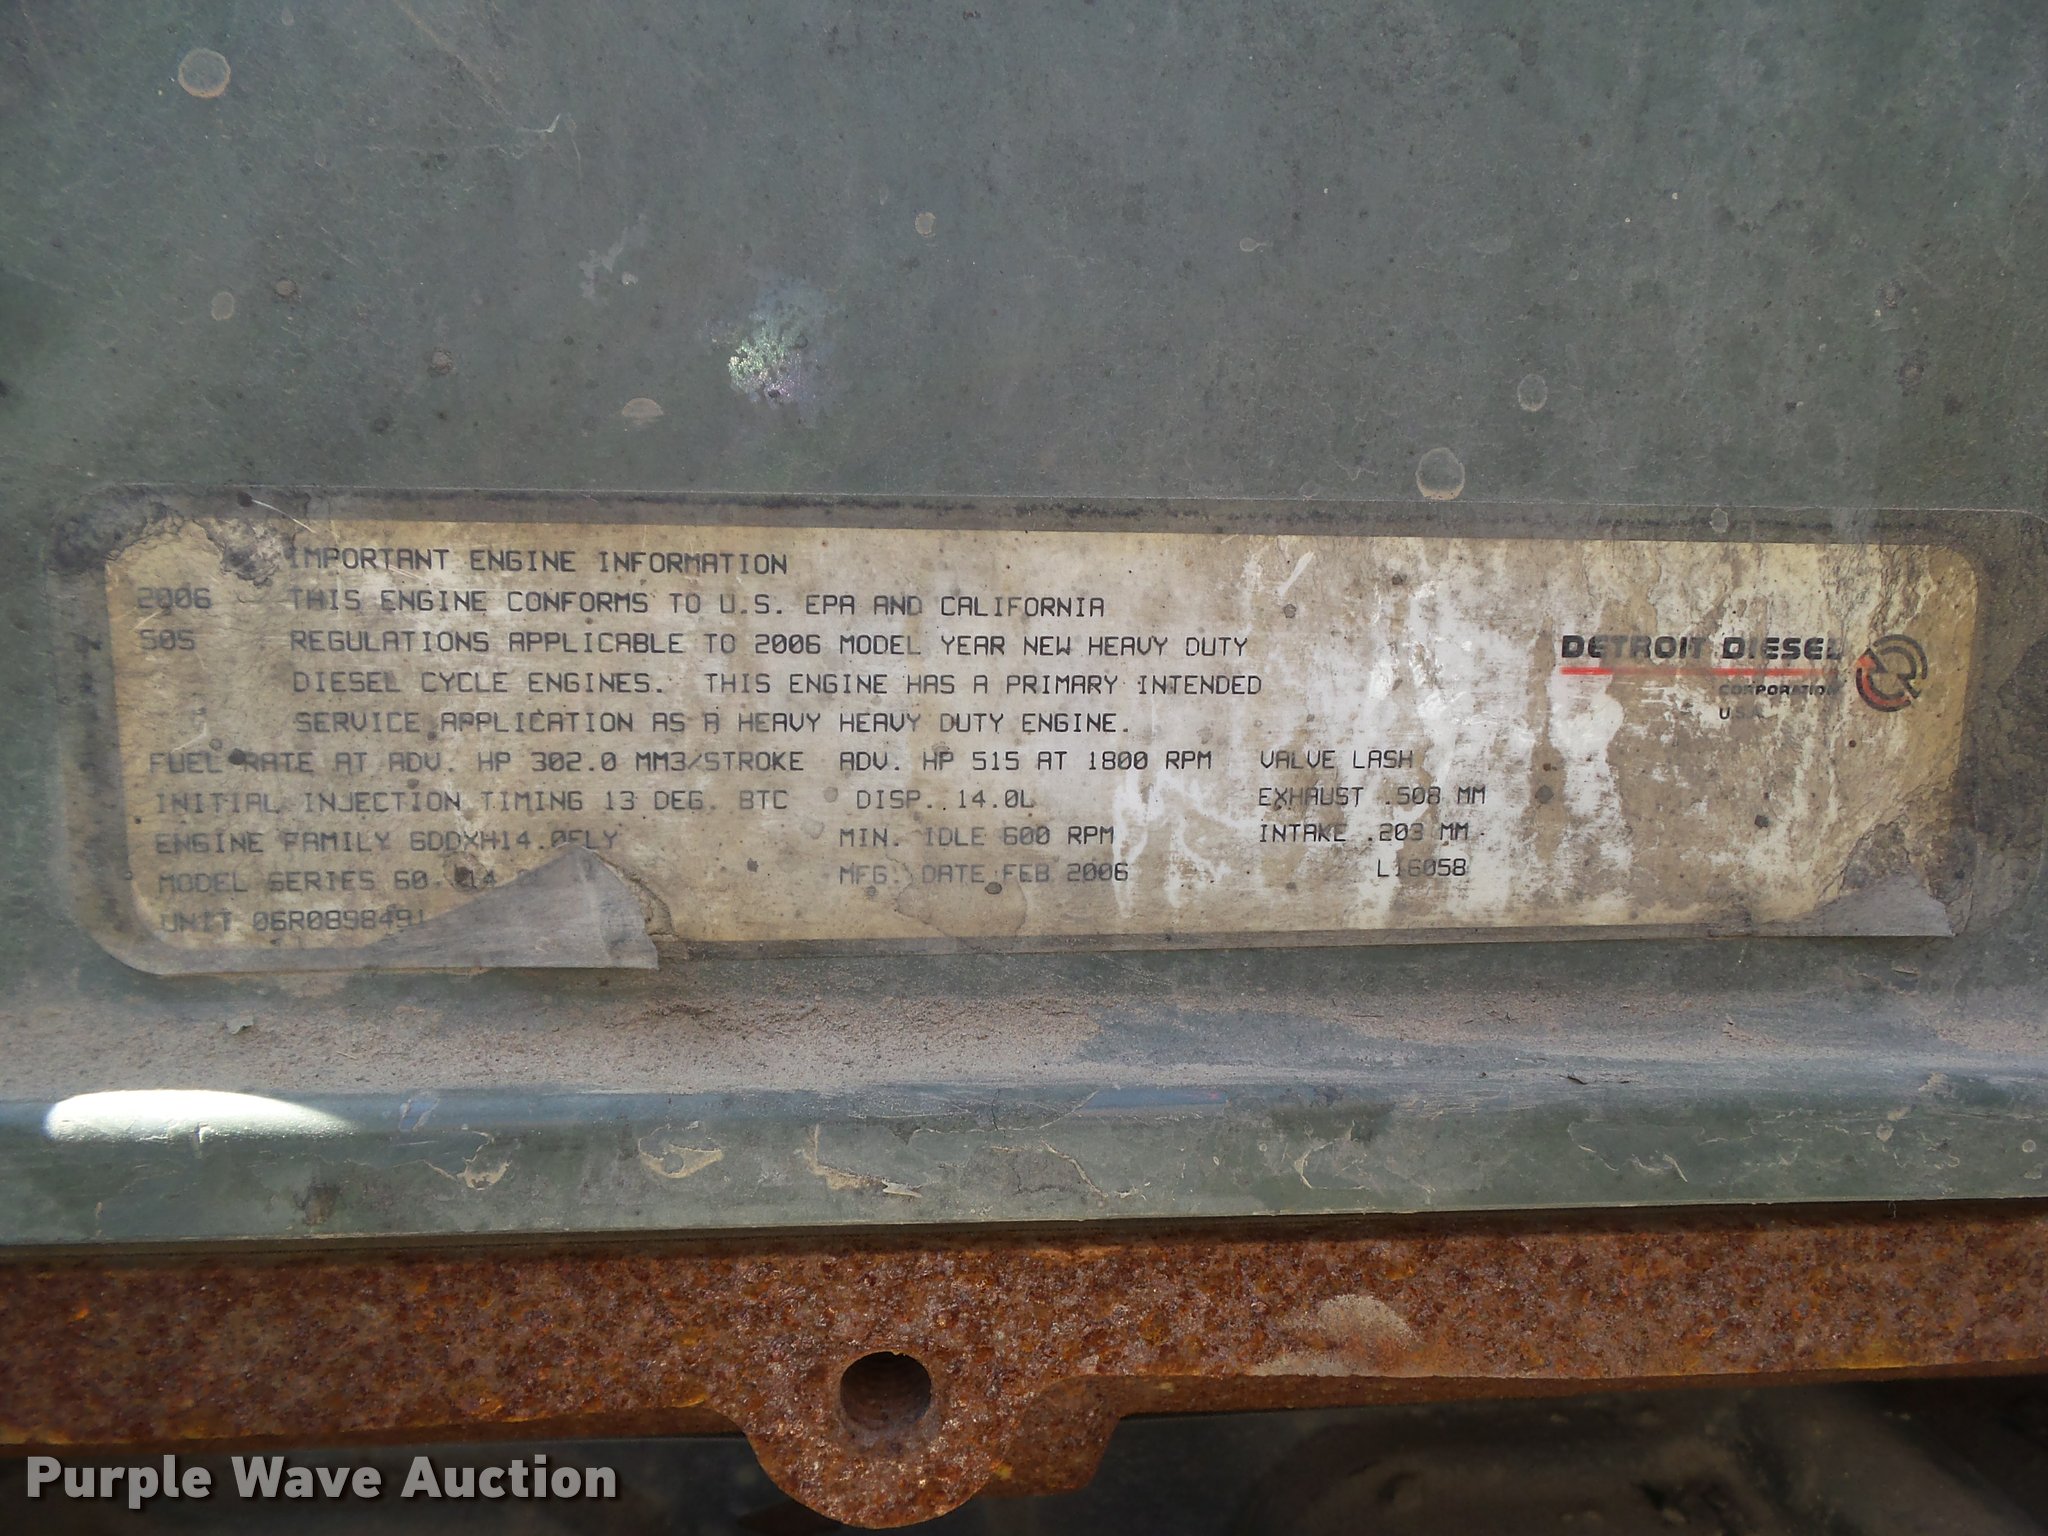 IMPORTANT ENGINE INFORMATION
2006 THIS ENGINE CONFORMS TO U.S. EPA AND CALIFORNIA
505 REGULATIONS APPLICABLE TO 2006 MODEL YEAR NEW HEAVY DUTY
DIESEL CYCLE ENGINES. THIS ENGINE HAS A PRIMARY INTENDED
SERVICE APPLICATION AS A HEAVY HEAVY DUTY ENGINE.
DETROIT DIESEL
CORPORATION
U.S.A.
FUEL RATE AT ADV. HP 302.0 MM3/STROKE ADV. HP 515 AT 1800 RPM VALVE LASH
INITIAL INJECTION TIMING 13 DEG. BTC DISP. 14.0L EXHAUST .508 MM
ENGINE FAMILY 6DDXH14.0ELY MIN. IDLE 600 RPM INTAKE .203 MM
MODEL SERIES 60. MFG. DATE FEB 2006 L16058
UNIT 06R0898491
Purple Wave Auction